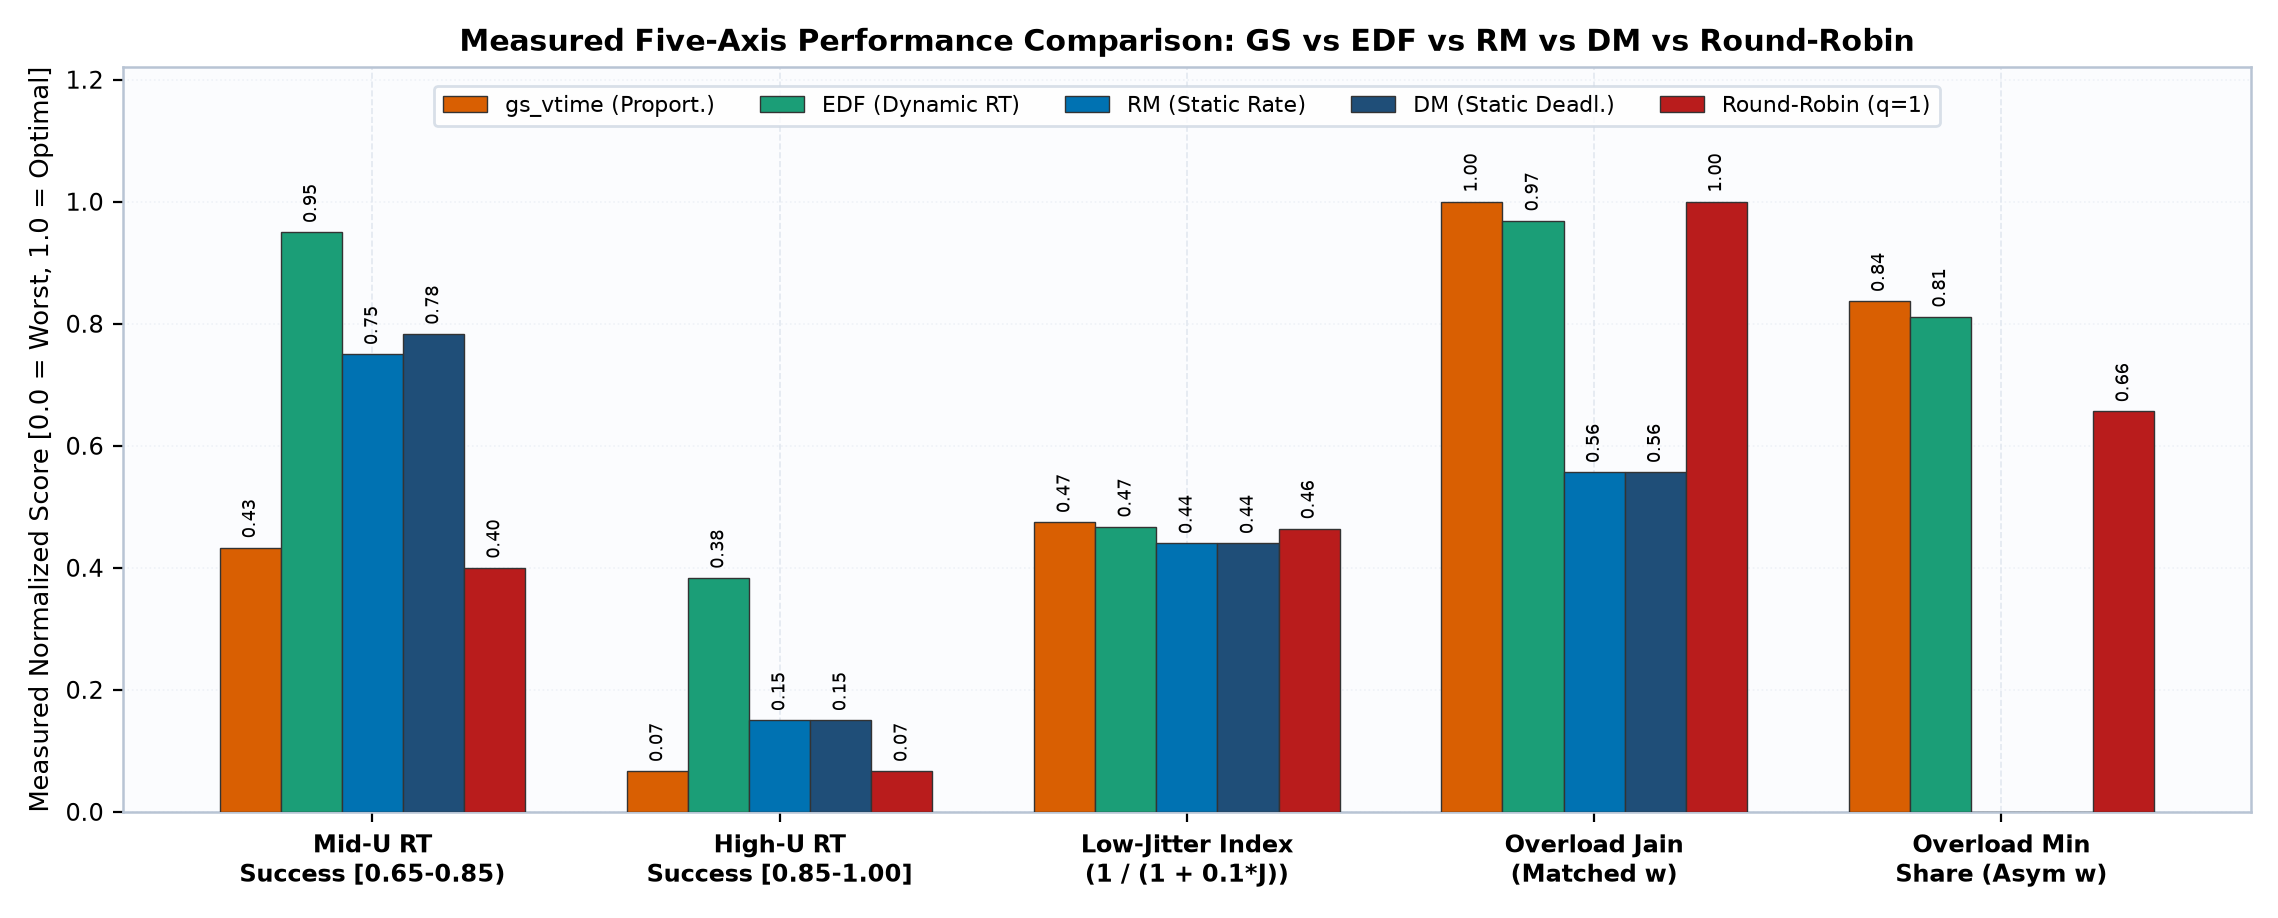 Measured Five-Axis Performance Comparison: GS vs EDF vs RM vs DM vs Round-Robin
Measured Normalized Score [0.0 = Worst, 1.0 = Optimal]
1.2
1.0
0.8
0.6
0.4
0.2
0.0
gs_vtime (Proport.)
EDF (Dynamic RT)
RM (Static Rate)
DM (Static Deadl.)
Round-Robin (q=1)
0.43
0.95
0.75
0.78
0.40
0.07
0.38
0.15
0.15
0.07
0.47
0.47
0.44
0.44
0.46
1.00
0.97
0.56
0.56
1.00
0.84
0.81
0.66
Mid-U RT
Success [0.65-0.85)
High-U RT
Success [0.85-1.00]
Low-Jitter Index
(1 / (1 + 0.1*J))
Overload Jain
(Matched w)
Overload Min
Share (Asym w)